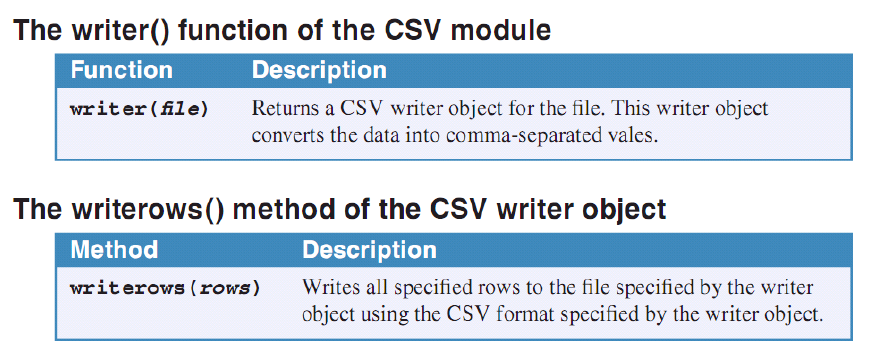 The writer() function of the CSV module
Function Description
writer(file) Returns a CSV writer object for the file. This writer object
converts the data into comma-separated vales.
The writerows() method of the CSV writer object
Method Description
writerows(rows) Writes all specified rows to the file specified by the writer
object using the CSV format specified by the writer object.